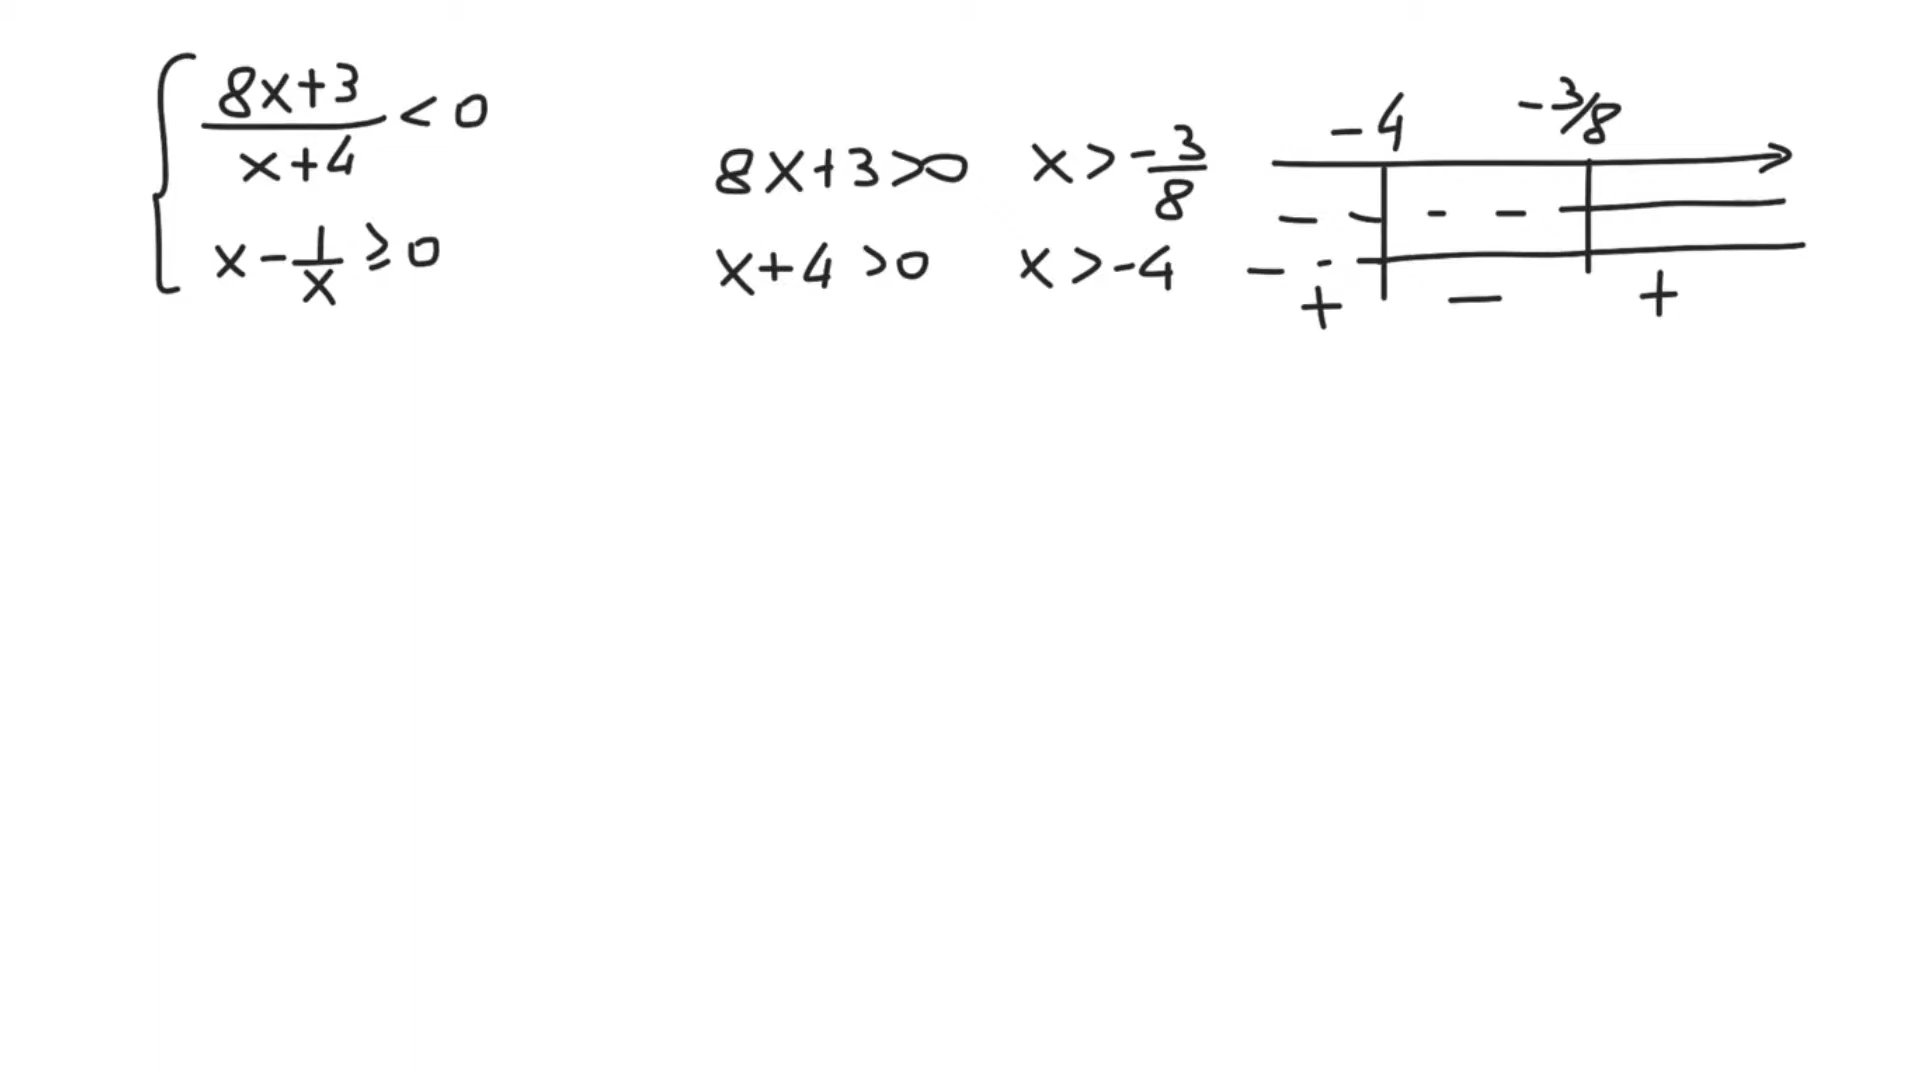 8x+3 / x+4 < 0
x - 1/x ≥ 0
8x+3>0 x > -3/8
x+4 >0 x > -4
-4 -3/8
+ − +